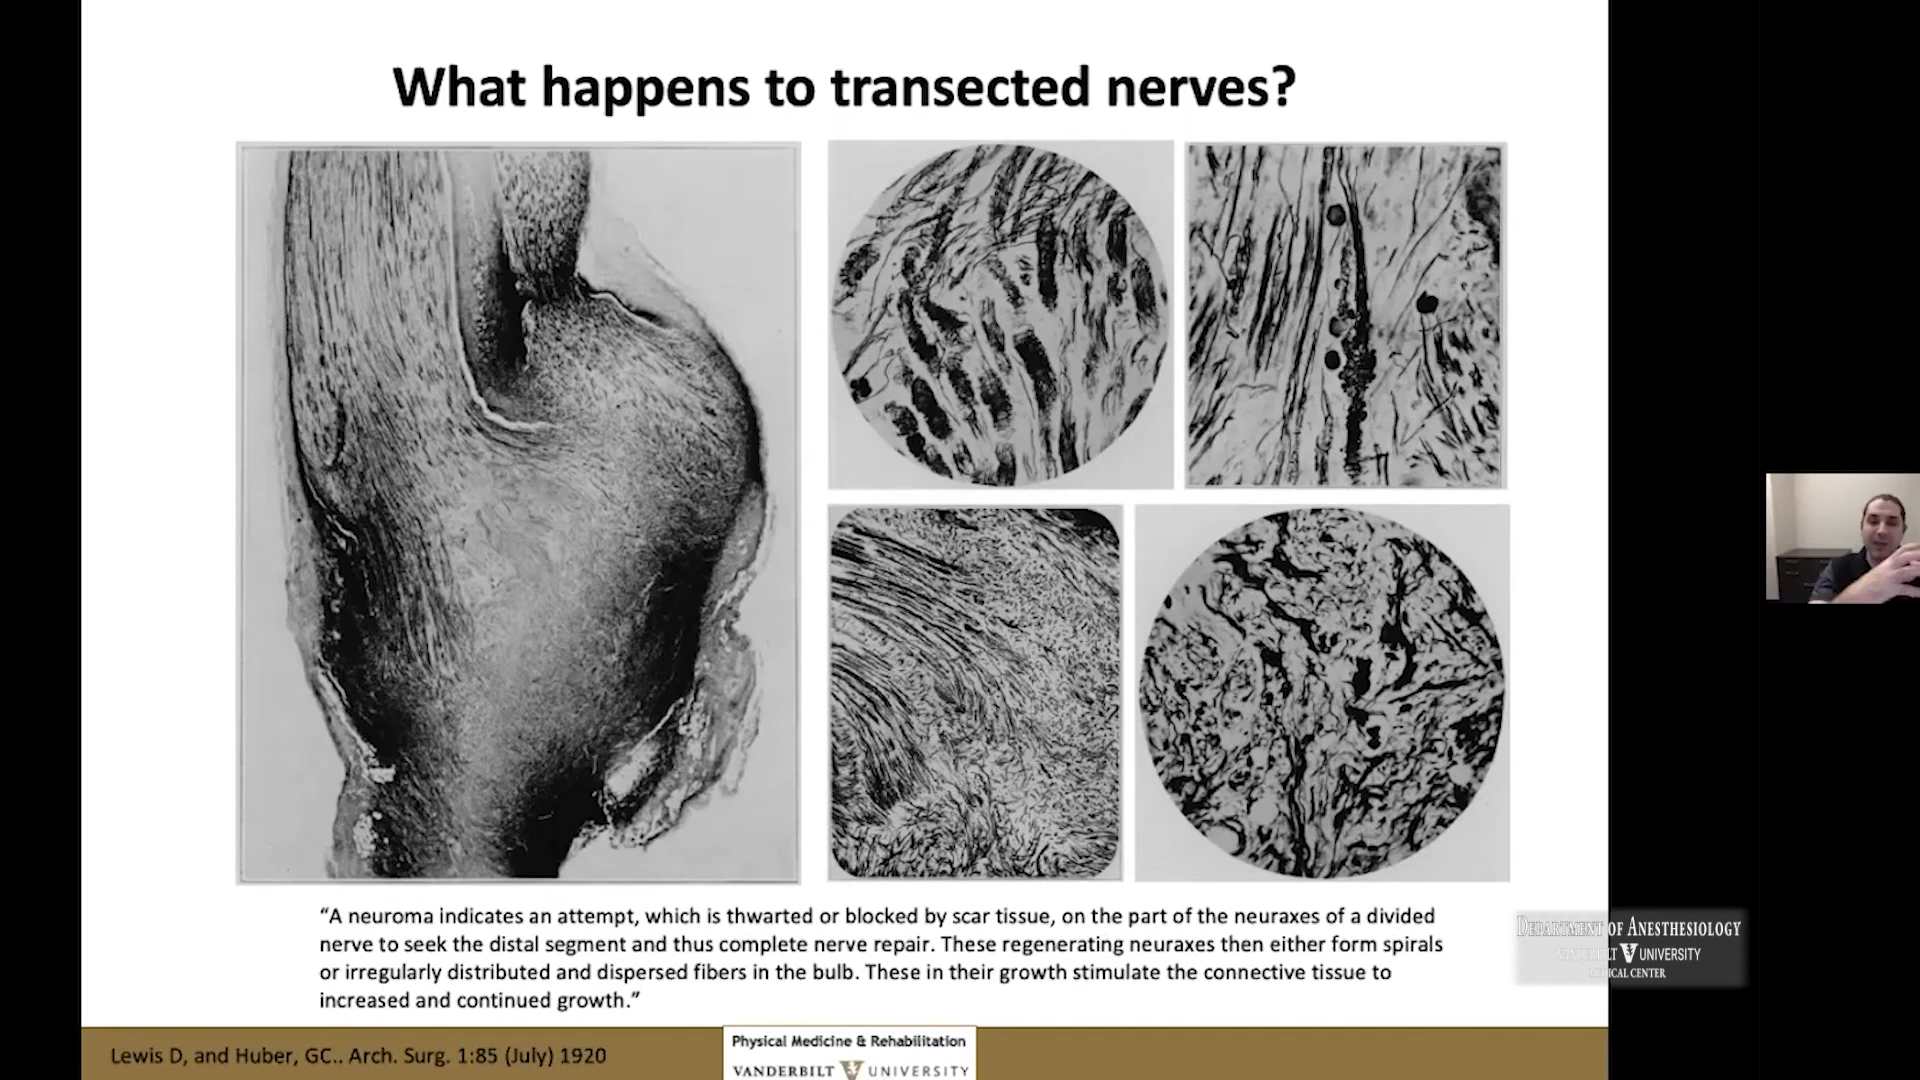 What happens to transected nerves?
“A neuroma indicates an attempt, which is thwarted or blocked by scar tissue, on the part of the neuraxes of a divided
nerve to seek the distal segment and thus complete nerve repair. These regenerating neuraxes then either form spirals
or irregularly distributed and dispersed fibers in the bulb. These in their growth stimulate the connective tissue to
increased and continued growth.”
DEPARTMENT OF ANESTHESIOLOGY
VANDERBILT UNIVERSITY
MEDICAL CENTER
Lewis D, and Huber, GC.. Arch. Surg. 1:85 (July) 1920
Physical Medicine & Rehabilitation
VANDERBILT UNIVERSITY